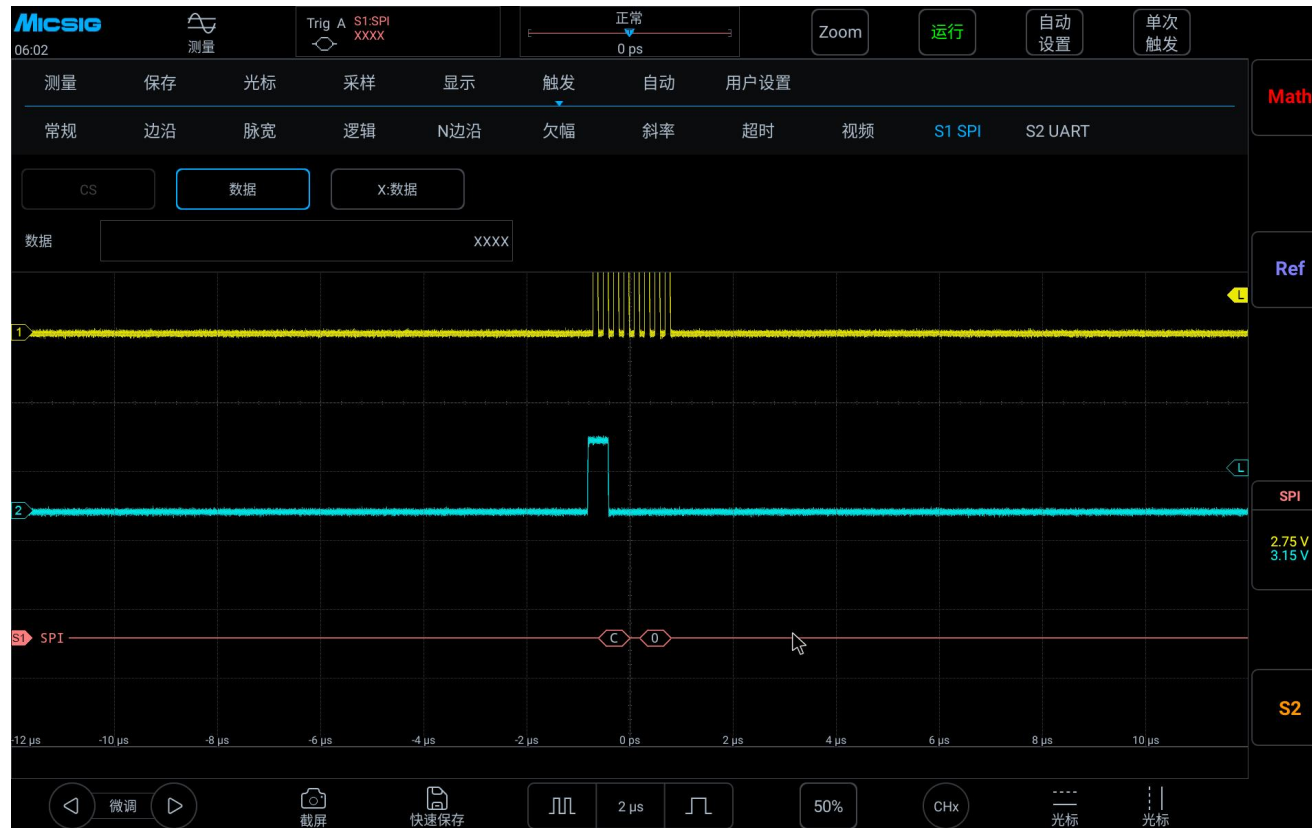 Micsig
06:02
测量
Trig A S1:SPI
XXXX
正常
0 ps
Zoom
运行
自动
设置
单次
触发
测量 保存 光标 采样 显示 触发 自动 用户设置
常规 边沿 脉宽 逻辑 N边沿 欠幅 斜率 超时 视频 S1 SPI S2 UART
CS 数据 X:数据
数据 XXXX
Math
Ref
L
1
L
2
SPI
2.75 V
3.15 V
S1 SPI C 0
S2
-12 µs -10 µs -8 µs -6 µs -4 µs -2 µs 0 ps 2 µs 4 µs 6 µs 8 µs 10 µs
微调
截屏
快速保存
2 µs
50%
CHx
光标
光标